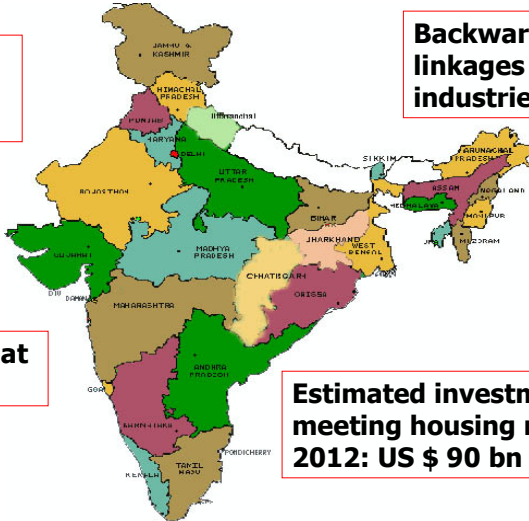 Backwar
linkages
industrie
JAMMU &
KASHMIR
HIMACHAL
PRADESH
PUNJAB
Uttaranchal
HARYANA
DELHI
UTTAR
PRADESH
SIKKIM
ARUNACHAL
PRADESH
ASSAM
NAGALAND
MEGHALAYA
MANIPUR
MIZORAM
RAJASTHAN
BIHAR
JHARKHAND
WEST
BENGAL
GUJARAT
MADHYA
PRADESH
CHHATISGARH
ORISSA
DIU
DAMAN
MAHARASHTRA
at
ANDHRA
PRADESH
GOA
KARNATAKA
Estimated investm
meeting housing n
2012: US $ 90 bn
PONDICHERRY
KERALA
TAMIL
NADU